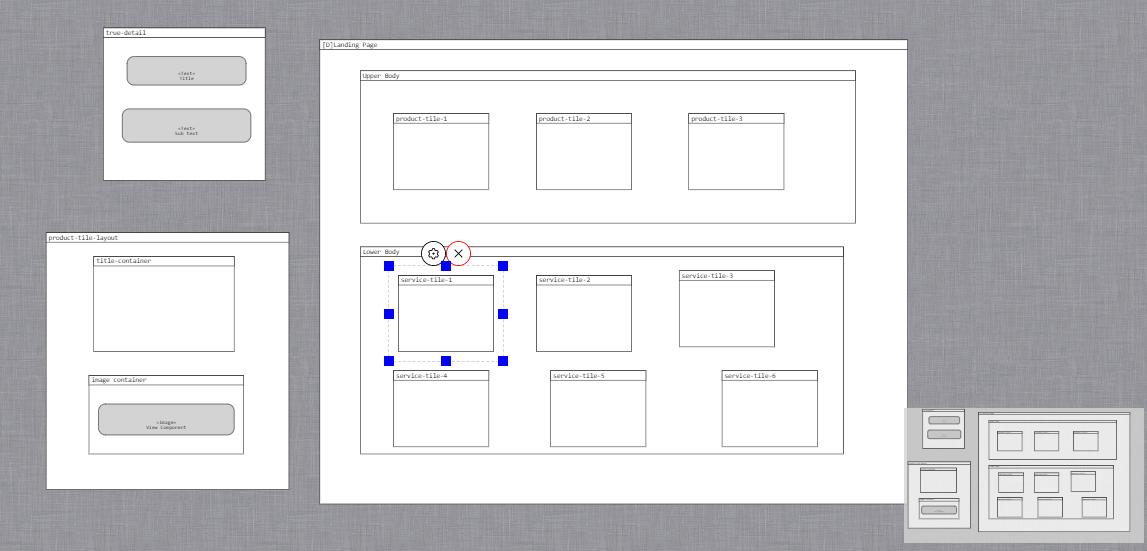 true-detail
«Text»
Title
«Text»
Sub text
product-tile-layout
title-container
image container
«Image»
View Component
[D]Landing Page
Upper Body
product-tile-1
product-tile-2
product-tile-3
Lower Body
service-tile-1
service-tile-2
service-tile-3
service-tile-4
service-tile-5
service-tile-6